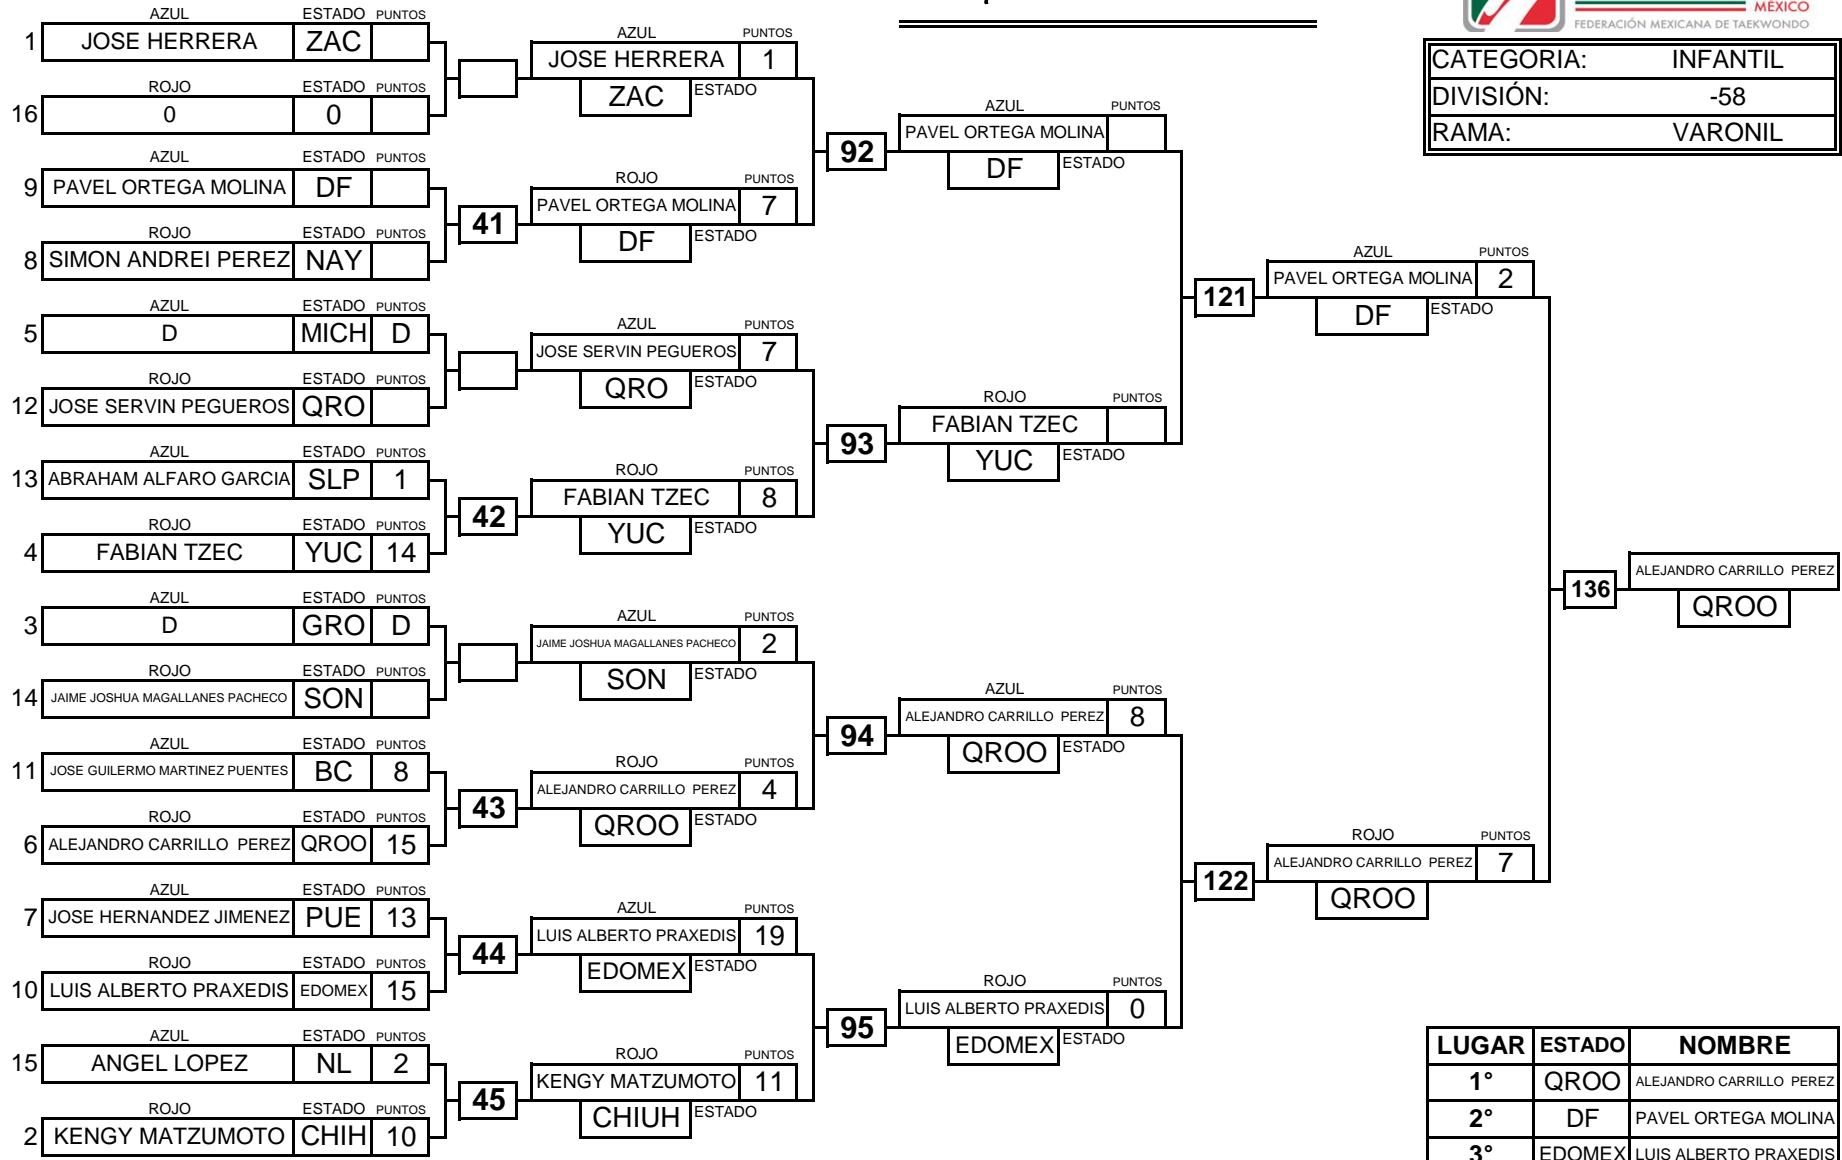 MÉXICO
FEDERACIÓN MEXICANA DE TAEKWONDO
CATEGORIA: INFANTIL
DIVISIÓN: -58
RAMA: VARONIL
AZUL ESTADO PUNTOS
1 JOSE HERRERA ZAC
ROJO ESTADO PUNTOS
16 0 0
AZUL ESTADO PUNTOS
9 PAVEL ORTEGA MOLINA DF
ROJO ESTADO PUNTOS
8 SIMON ANDREI PEREZ NAY
AZUL ESTADO PUNTOS
5 D MICH D
ROJO ESTADO PUNTOS
12 JOSE SERVIN PEGUEROS QRO
AZUL ESTADO PUNTOS
13 ABRAHAM ALFARO GARCIA SLP 1
ROJO ESTADO PUNTOS
4 FABIAN TZEC YUC 14
AZUL ESTADO PUNTOS
3 D GRO D
ROJO ESTADO PUNTOS
14 JAIME JOSHUA MAGALLANES PACHECO SON
AZUL ESTADO PUNTOS
11 JOSE GUILERMO MARTINEZ PUENTES BC 8
ROJO ESTADO PUNTOS
6 ALEJANDRO CARRILLO PEREZ QROO 15
AZUL ESTADO PUNTOS
7 JOSE HERNANDEZ JIMENEZ PUE 13
ROJO ESTADO PUNTOS
10 LUIS ALBERTO PRAXEDIS EDOMEX 15
AZUL ESTADO PUNTOS
15 ANGEL LOPEZ NL 2
ROJO ESTADO PUNTOS
2 KENGY MATZUMOTO CHIH 10
41
42
43
44
45
AZUL PUNTOS
JOSE HERRERA 1
ZAC ESTADO
ROJO PUNTOS
PAVEL ORTEGA MOLINA 7
DF ESTADO
AZUL PUNTOS
JOSE SERVIN PEGUEROS 7
QRO ESTADO
ROJO PUNTOS
FABIAN TZEC 8
YUC ESTADO
AZUL PUNTOS
JAIME JOSHUA MAGALLANES PACHECO 2
SON ESTADO
ROJO PUNTOS
ALEJANDRO CARRILLO PEREZ 4
QROO ESTADO
AZUL PUNTOS
LUIS ALBERTO PRAXEDIS 19
EDOMEX ESTADO
ROJO PUNTOS
KENGY MATZUMOTO 11
CHIUH ESTADO
92
93
94
95
AZUL PUNTOS
PAVEL ORTEGA MOLINA
DF ESTADO
ROJO PUNTOS
FABIAN TZEC
YUC ESTADO
AZUL PUNTOS
ALEJANDRO CARRILLO PEREZ 8
QROO ESTADO
ROJO PUNTOS
LUIS ALBERTO PRAXEDIS 0
EDOMEX ESTADO
121
122
AZUL PUNTOS
PAVEL ORTEGA MOLINA 2
DF ESTADO
ROJO PUNTOS
ALEJANDRO CARRILLO PEREZ 7
QROO
136
ALEJANDRO CARRILLO PEREZ
QROO
LUGAR ESTADO NOMBRE
1° QROO ALEJANDRO CARRILLO PEREZ
2° DF PAVEL ORTEGA MOLINA
3° EDOMEX LUIS ALBERTO PRAXEDIS